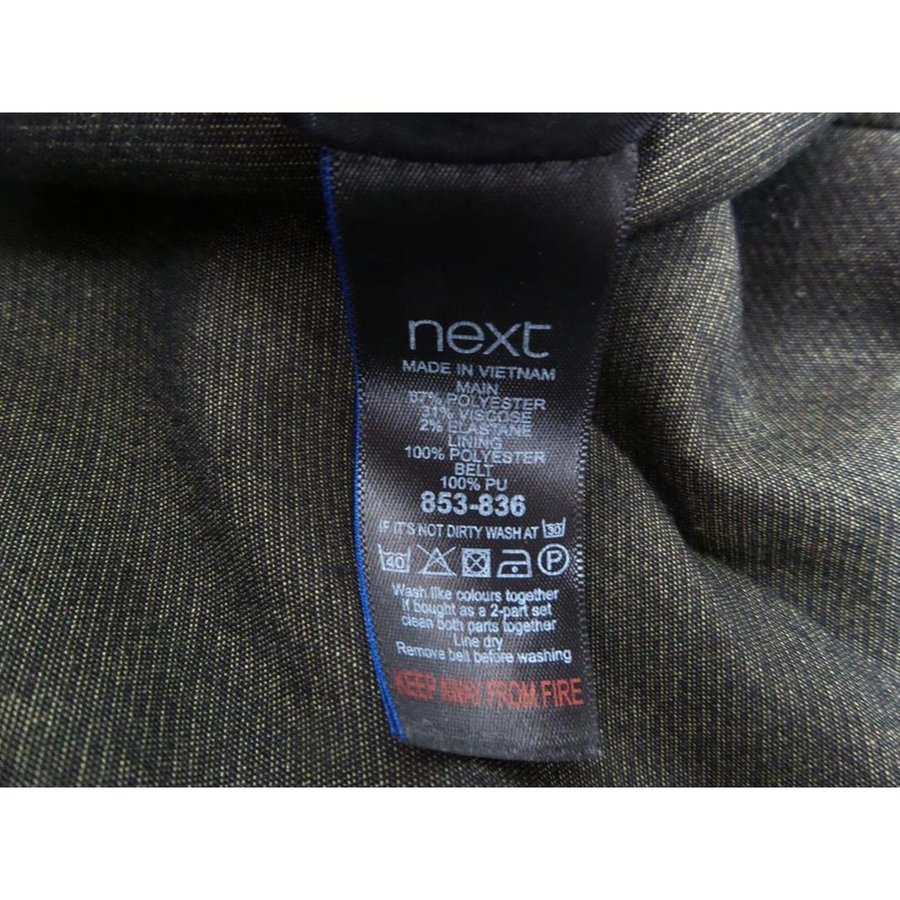 next
MADE IN VIETNAM
MAIN
67% POLYESTER
31% VISCOSE
2% ELASTANE
LINING
100% POLYESTER
BELT
100% PU
853-836
IF IT'S NOT DIRTY WASH AT 30
40 P
Wash like colours together
If bought as a 2-part set
clean both parts together
Line dry
Remove belt before washing
KEEP AWAY FROM FIRE